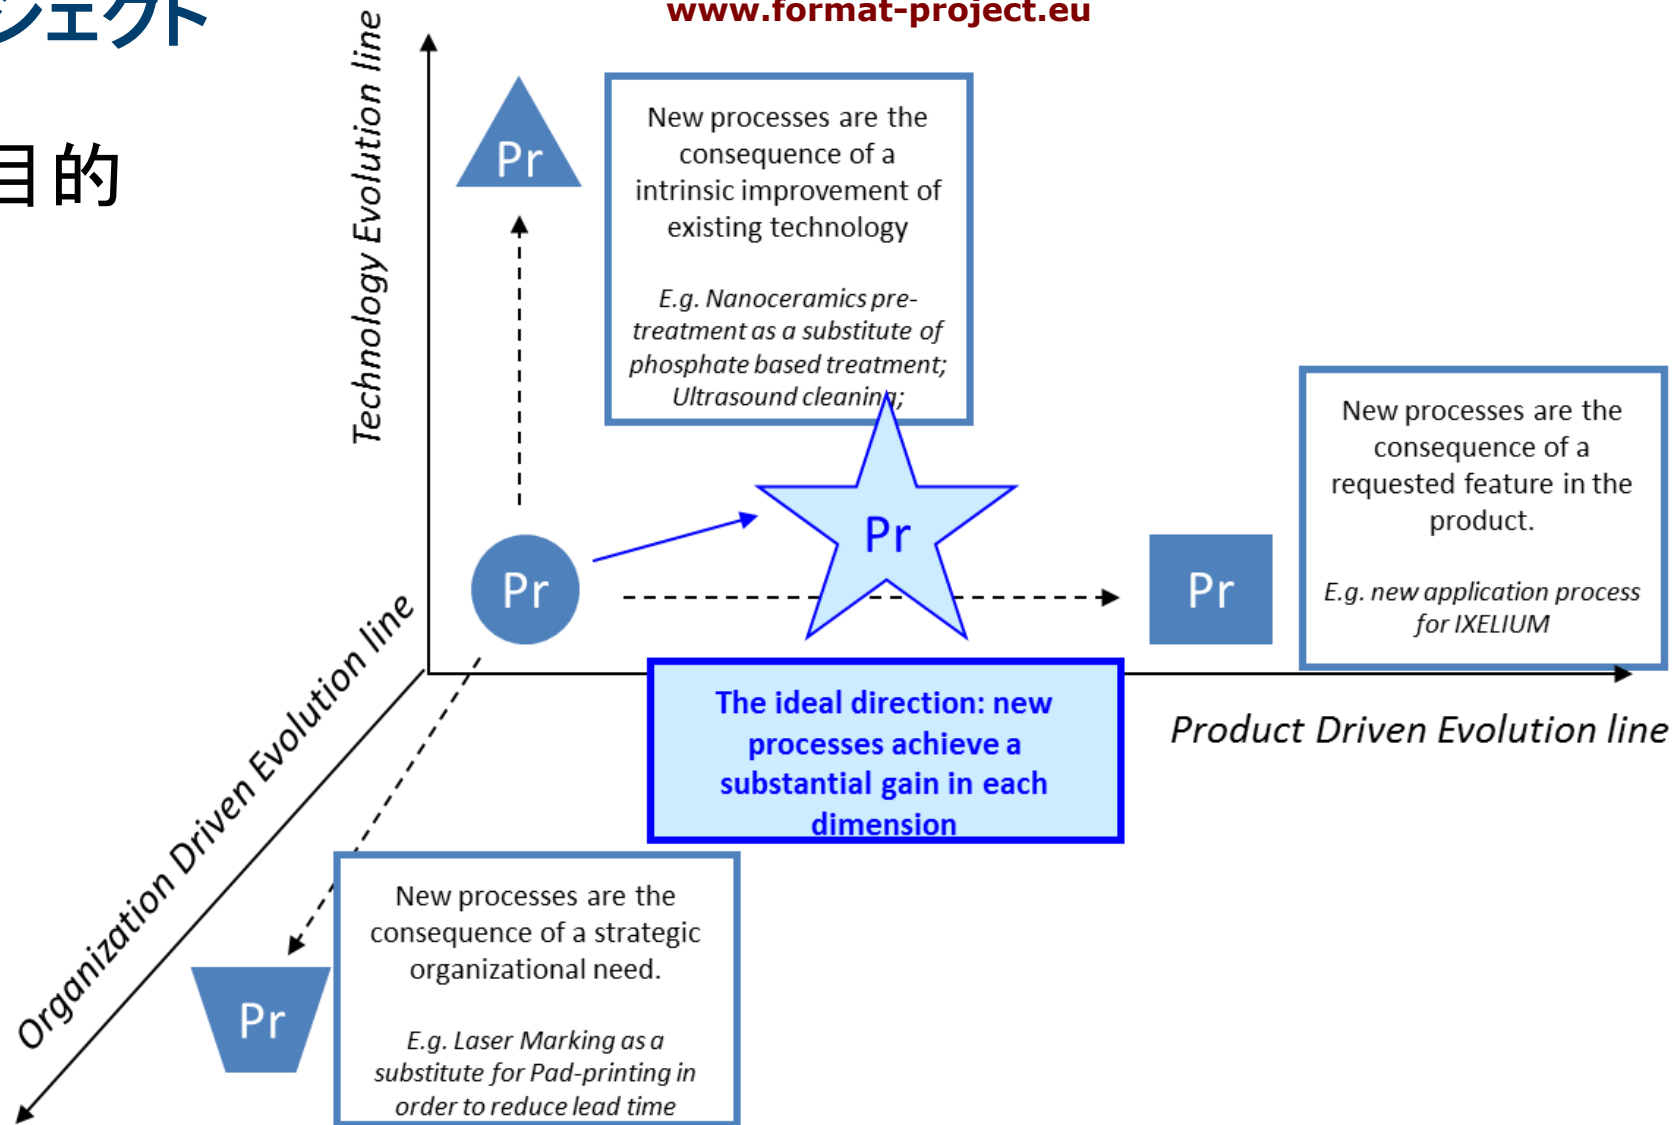 ジェクト
www.format-project.eu
目的
Technology Evolution line
Pr
New processes are the
consequence of a
intrinsic improvement of
existing technology
E.g. Nanoceramics pre-
treatment as a substitute of
phosphate based treatment;
Ultrasound cleaning;
New processes are the
consequence of a
requested feature in the
product.
E.g. new application process
for IXELIUM
Pr
Pr
Pr
The ideal direction: new
processes achieve a
substantial gain in each
dimension
Product Driven Evolution line
Organization Driven Evolution line
Pr
New processes are the
consequence of a strategic
organizational need.
E.g. Laser Marking as a
substitute for Pad-printing in
order to reduce lead time